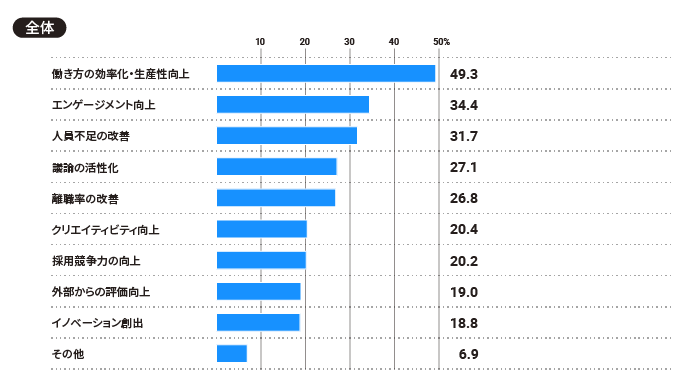 全体
10 20 30 40 50%
働き方の効率化・生産性向上 49.3
エンゲージメント向上 34.4
人員不足の改善 31.7
議論の活性化 27.1
離職率の改善 26.8
クリエイティビティ向上 20.4
採用競争力の向上 20.2
外部からの評価向上 19.0
イノベーション創出 18.8
その他 6.9